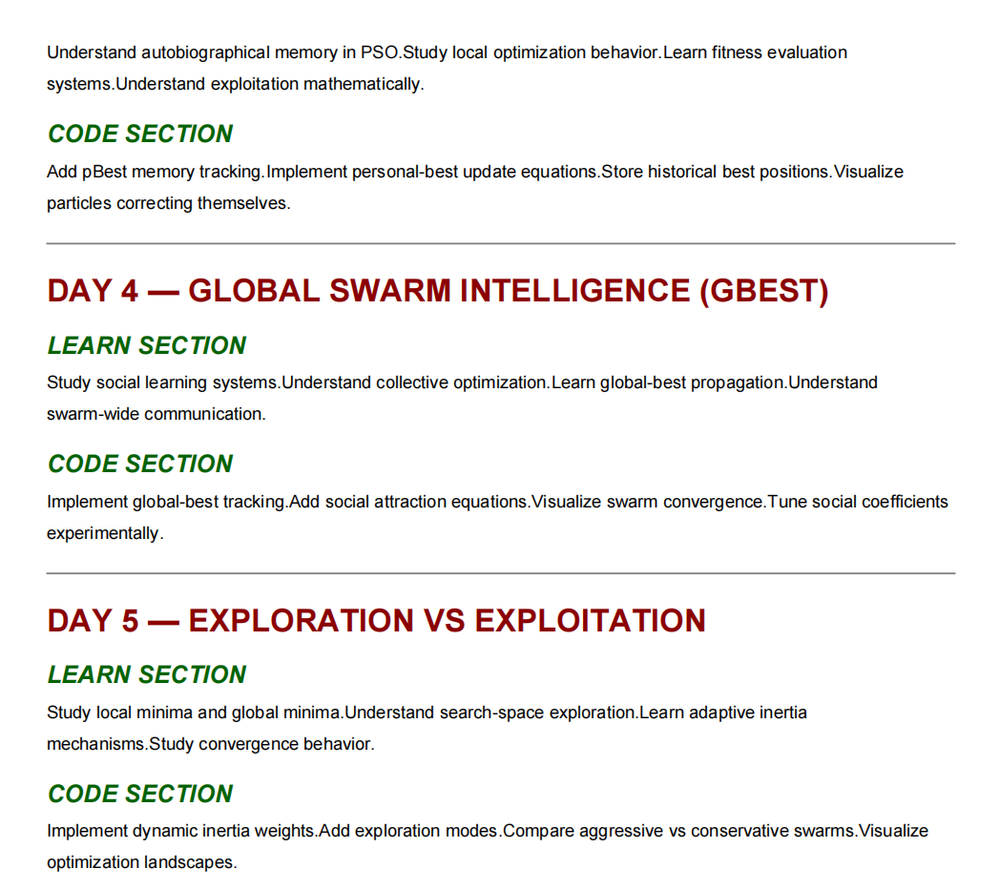 Understand autobiographical memory in PSO.Study local optimization behavior.Learn fitness evaluation
systems.Understand exploitation mathematically.
CODE SECTION
Add pBest memory tracking.Implement personal-best update equations.Store historical best positions.Visualize
particles correcting themselves.
DAY 4 — GLOBAL SWARM INTELLIGENCE (GBEST)
LEARN SECTION
Study social learning systems.Understand collective optimization.Learn global-best propagation.Understand
swarm-wide communication.
CODE SECTION
Implement global-best tracking.Add social attraction equations.Visualize swarm convergence.Tune social coefficients
experimentally.
DAY 5 — EXPLORATION VS EXPLOITATION
LEARN SECTION
Study local minima and global minima.Understand search-space exploration.Learn adaptive inertia
mechanisms.Study convergence behavior.
CODE SECTION
Implement dynamic inertia weights.Add exploration modes.Compare aggressive vs conservative swarms.Visualize
optimization landscapes.